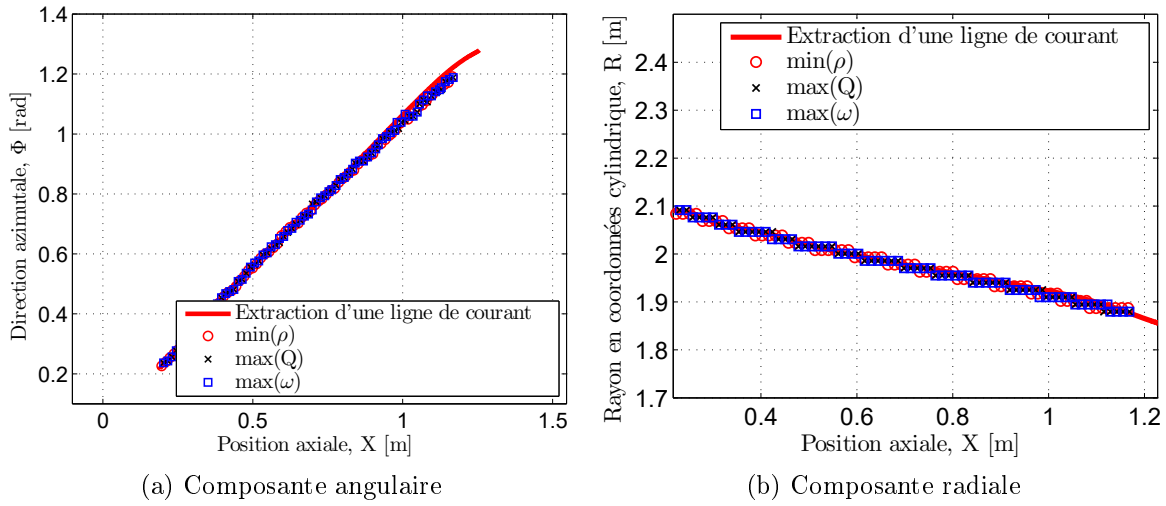 1.4
1.2
1
0.8
0.6
0.4
0.2
Direction azimutale, Φ [rad]
Extraction d'une ligne de courant
min(ρ)
max(Q)
max(ω)
0
0.5
1
1.5
Position axiale, X [m]
(a) Composante angulaire
2.4
2.3
2.2
2.1
2
1.9
1.8
1.7
Rayon en coordonnées cylindrique, R [m]
Extraction d'une ligne de courant
min(ρ)
max(Q)
max(ω)
0.4
0.6
0.8
1
1.2
Position axiale, X [m]
(b) Composante radiale